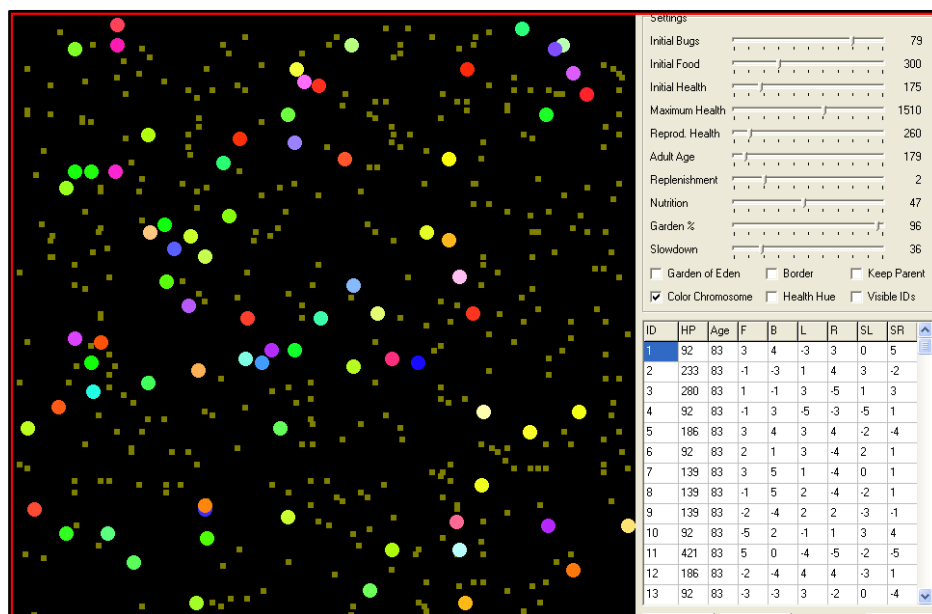 Settings
Initial Bugs 79
Initial Food 300
Initial Health 175
Maximum Health 1510
Reprod. Health 260
Adult Age 179
Replenishment 2
Nutrition 47
Garden % 96
Slowdown 36
Garden of Eden Border Keep Parent
Color Chromosome Health Hue Visible IDs
ID HP Age F B L R SL SR
1 92 83 3 4 -3 3 0 5
2 233 83 -1 -3 1 4 3 -2
3 280 83 1 -1 3 -5 1 3
4 92 83 -1 3 -5 -3 -5 1
5 186 83 3 4 3 4 -2 -4
6 92 83 2 1 3 -4 2 1
7 139 83 3 5 1 -4 0 1
8 139 83 -1 5 2 -4 -2 1
9 139 83 -2 -4 2 2 -3 -1
10 92 83 -5 2 -1 1 3 4
11 421 83 5 0 -4 -5 -2 -5
12 186 83 -2 -4 4 4 -3 1
13 92 83 -3 -3 3 -2 0 -4